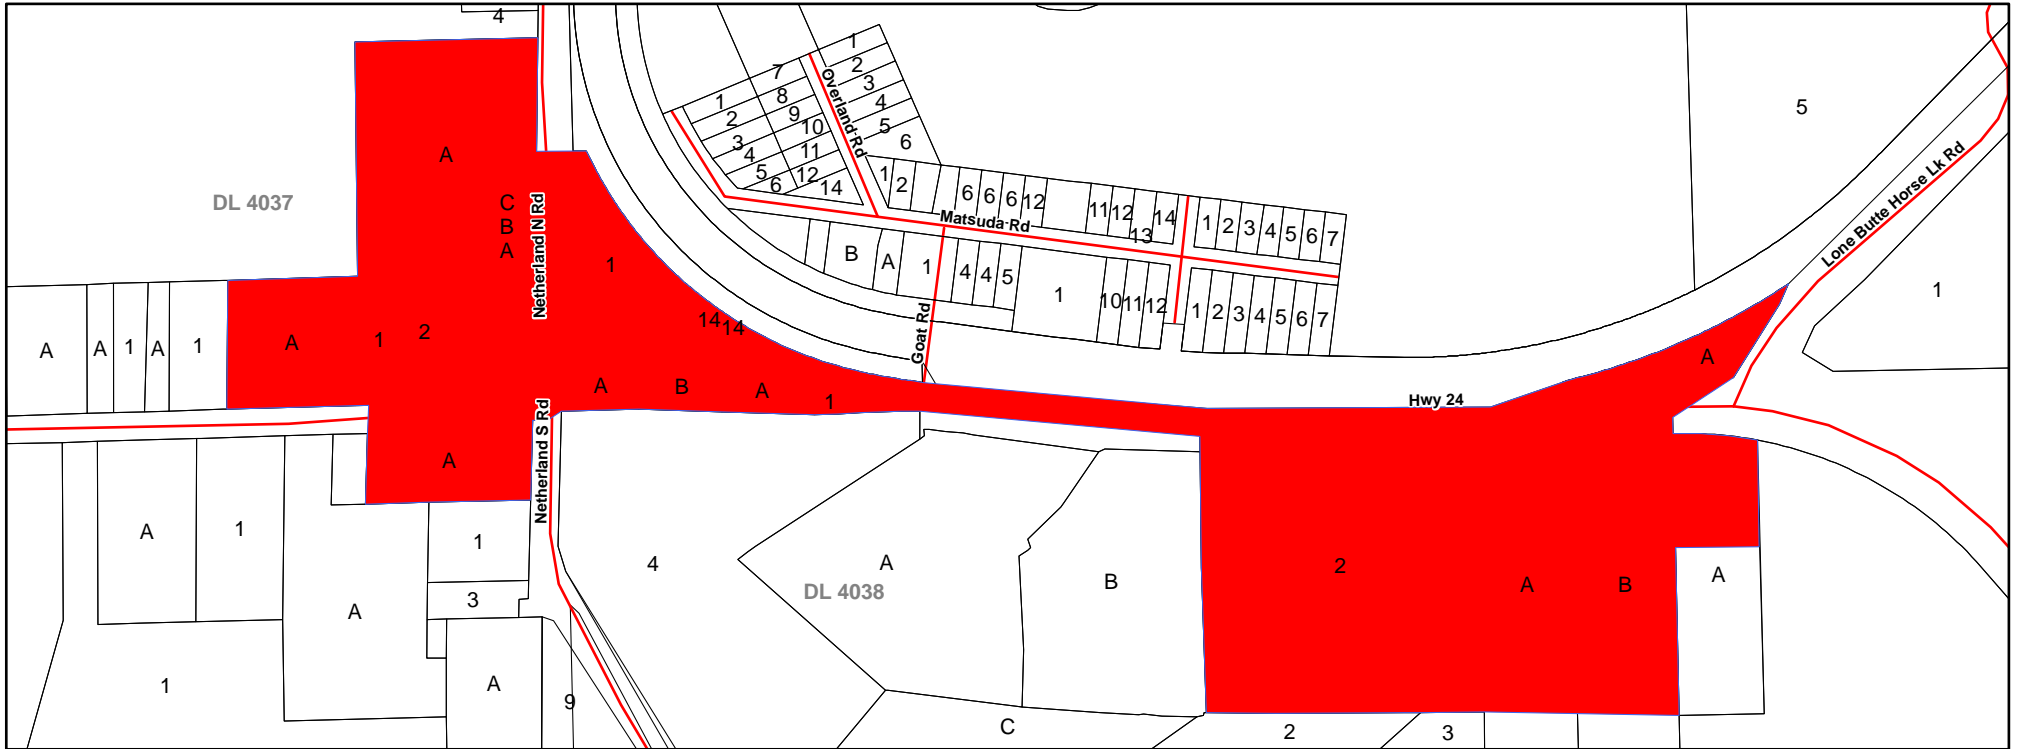 4
DL 4037
A
C
B
A
Netherland N Rd
1
14
14
A
A
1
A
1
A
1
2
A
B
A
1
A
Netherland S Rd
7
8
9
10
11
12
14
1
2
3
4
5
6
Overland Rd
1
2
3
4
5
6
1
2
6
6
6
12
11
12
13
14
Matsuda Rd
1
2
3
4
5
6
7
B
A
1
4
4
5
1
10
11
12
1
2
3
4
5
6
7
Goat Rd
Hwy 24
5
Lone Butte Horse Lk Rd
1
A
A
1
A
1
1
3
A
9
4
A
DL 4038
B
C
2
A
B
A
2
3